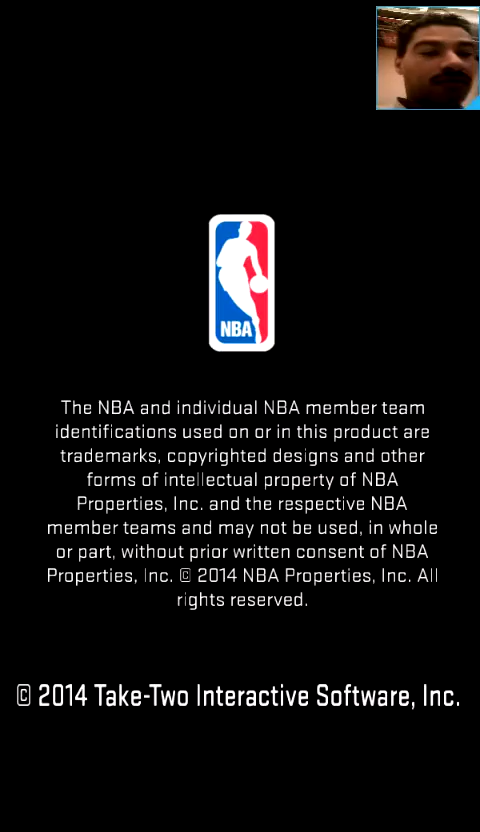 NBA
The NBA and individual NBA member team
identifications used on or in this product are
trademarks, copyrighted designs and other
forms of intellectual property of NBA
Properties, Inc. and the respective NBA
member teams and may not be used, in whole
or part, without prior written consent of NBA
Properties, Inc. © 2014 NBA Properties, Inc. All
rights reserved.
© 2014 Take-Two Interactive Software, Inc.